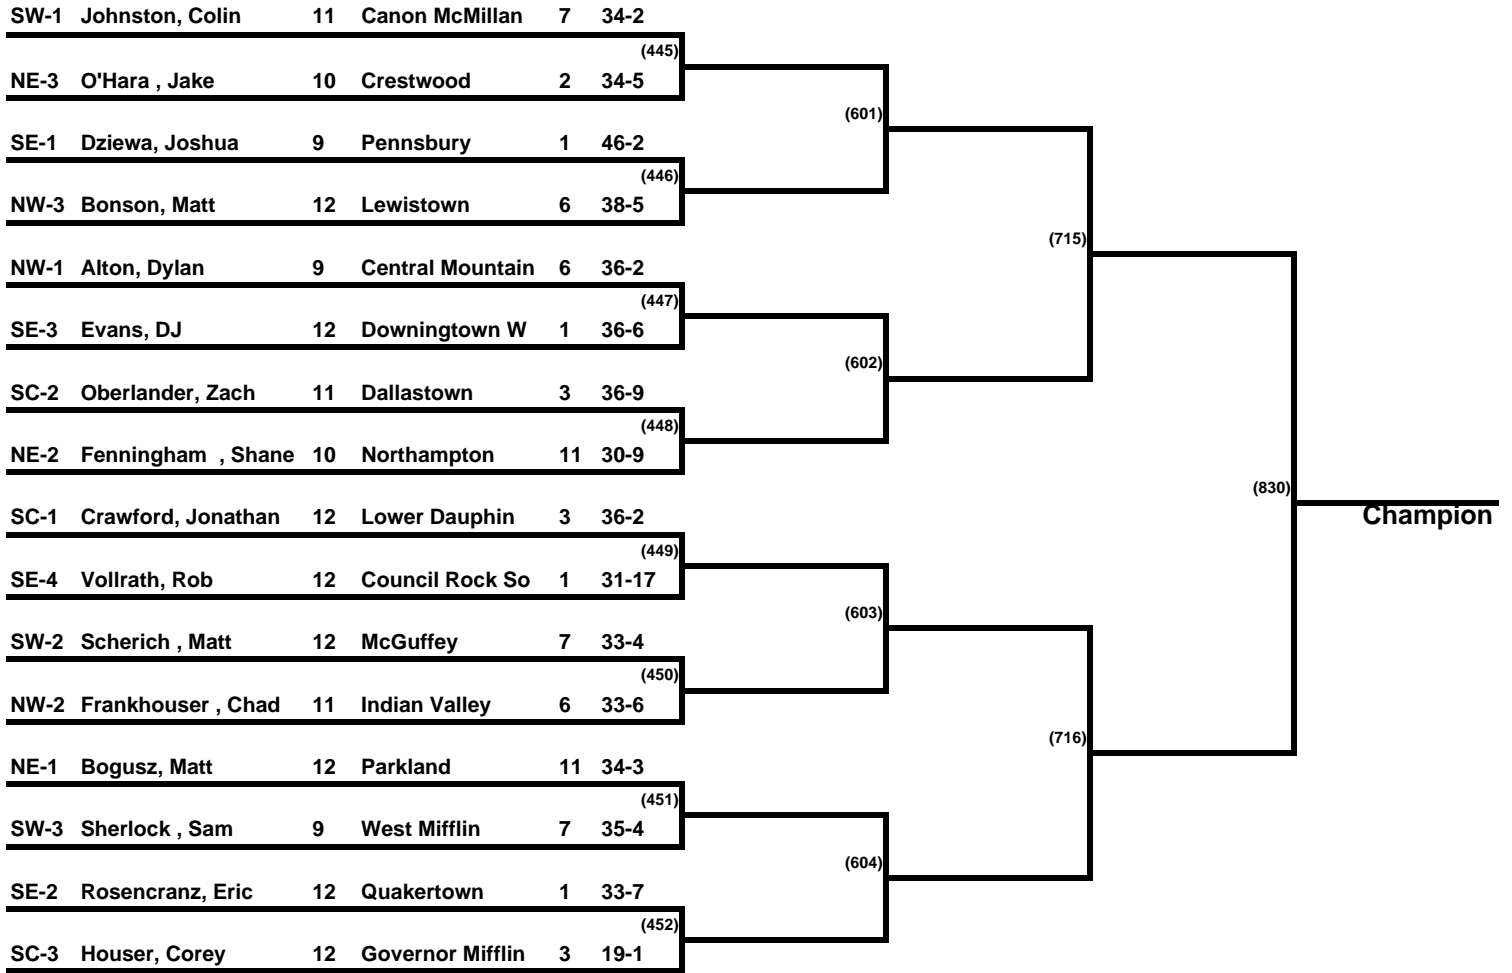 SW-1 Johnston, Colin 11 Canon McMillan 7 34-2
(445)
NE-3 O'Hara , Jake 10 Crestwood 2 34-5
(601)
SE-1 Dziewa, Joshua 9 Pennsbury 1 46-2
(446)
NW-3 Bonson, Matt 12 Lewistown 6 38-5
(715)
NW-1 Alton, Dylan 9 Central Mountain 6 36-2
(447)
SE-3 Evans, DJ 12 Downingtown W 1 36-6
(602)
SC-2 Oberlander, Zach 11 Dallastown 3 36-9
(448)
NE-2 Fenningham , Shane 10 Northampton 11 30-9
(830)
SC-1 Crawford, Jonathan 12 Lower Dauphin 3 36-2
Champion
(449)
SE-4 Vollrath, Rob 12 Council Rock So 1 31-17
(603)
SW-2 Scherich , Matt 12 McGuffey 7 33-4
(450)
NW-2 Frankhouser , Chad 11 Indian Valley 6 33-6
(716)
NE-1 Bogusz, Matt 12 Parkland 11 34-3
(451)
SW-3 Sherlock , Sam 9 West Mifflin 7 35-4
(604)
SE-2 Rosencranz, Eric 12 Quakertown 1 33-7
(452)
SC-3 Houser, Corey 12 Governor Mifflin 3 19-1